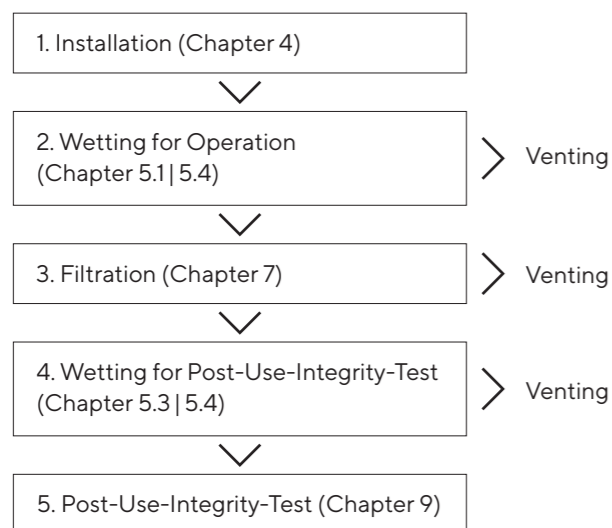 1. Installation (Chapter 4)
2. Wetting for Operation
(Chapter 5.1 | 5.4)
Venting
3. Filtration (Chapter 7)
Venting
4. Wetting for Post-Use-Integrity-Test
(Chapter 5.3 | 5.4)
Venting
5. Post-Use-Integrity-Test (Chapter 9)